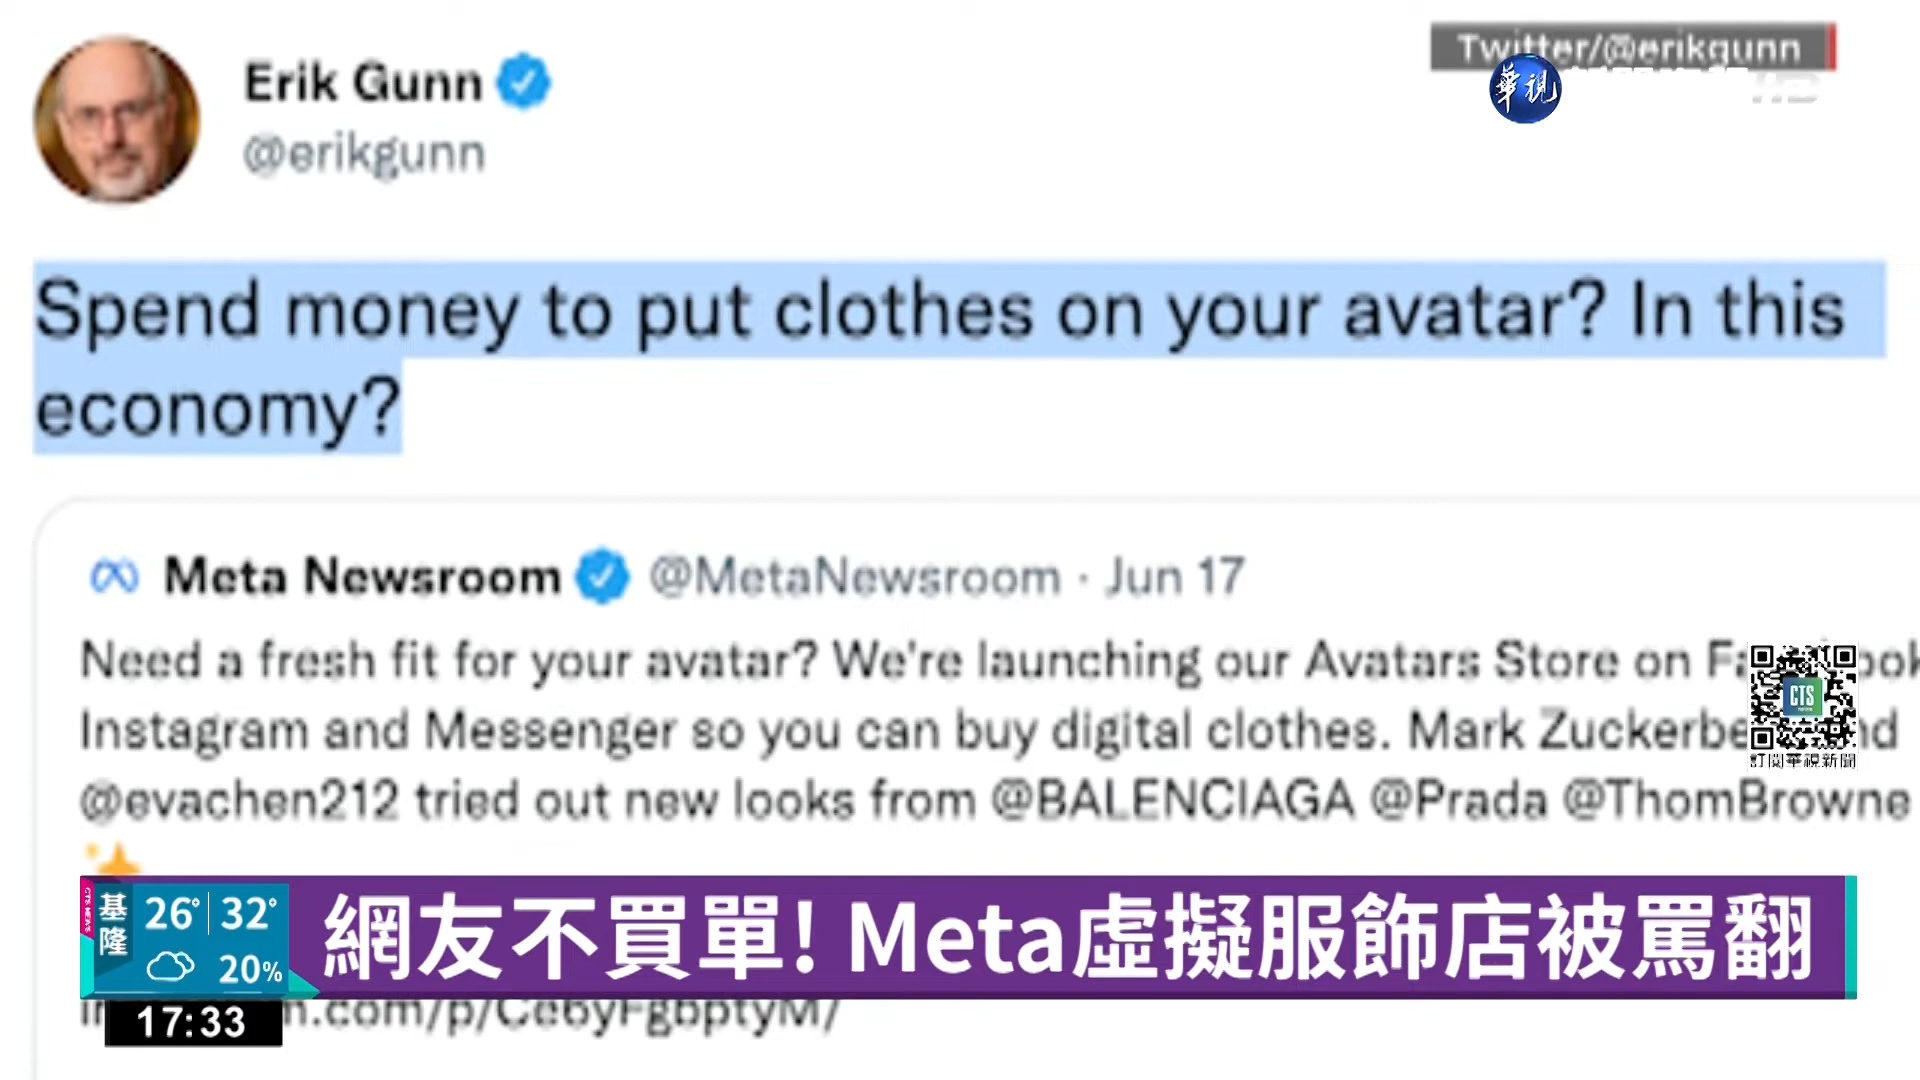 Twitter/@erikgunn
華視
Erik Gunn
@erikgunn
Spend money to put clothes on your avatar? In this
economy?
Meta Newsroom @MetaNewsroom · Jun 17
Need a fresh fit for your avatar? We're launching our Avatars Store on
Instagram and Messenger so you can buy digital clothes. Mark
@evachen212 tried out new looks from @BALENCIAGA @Prada @ThomBrowne
CTS
訂閱華視新聞
CTS NEWS
基隆
26° 32°
20%
網友不買單! Meta虛擬服飾店被罵翻
17:33